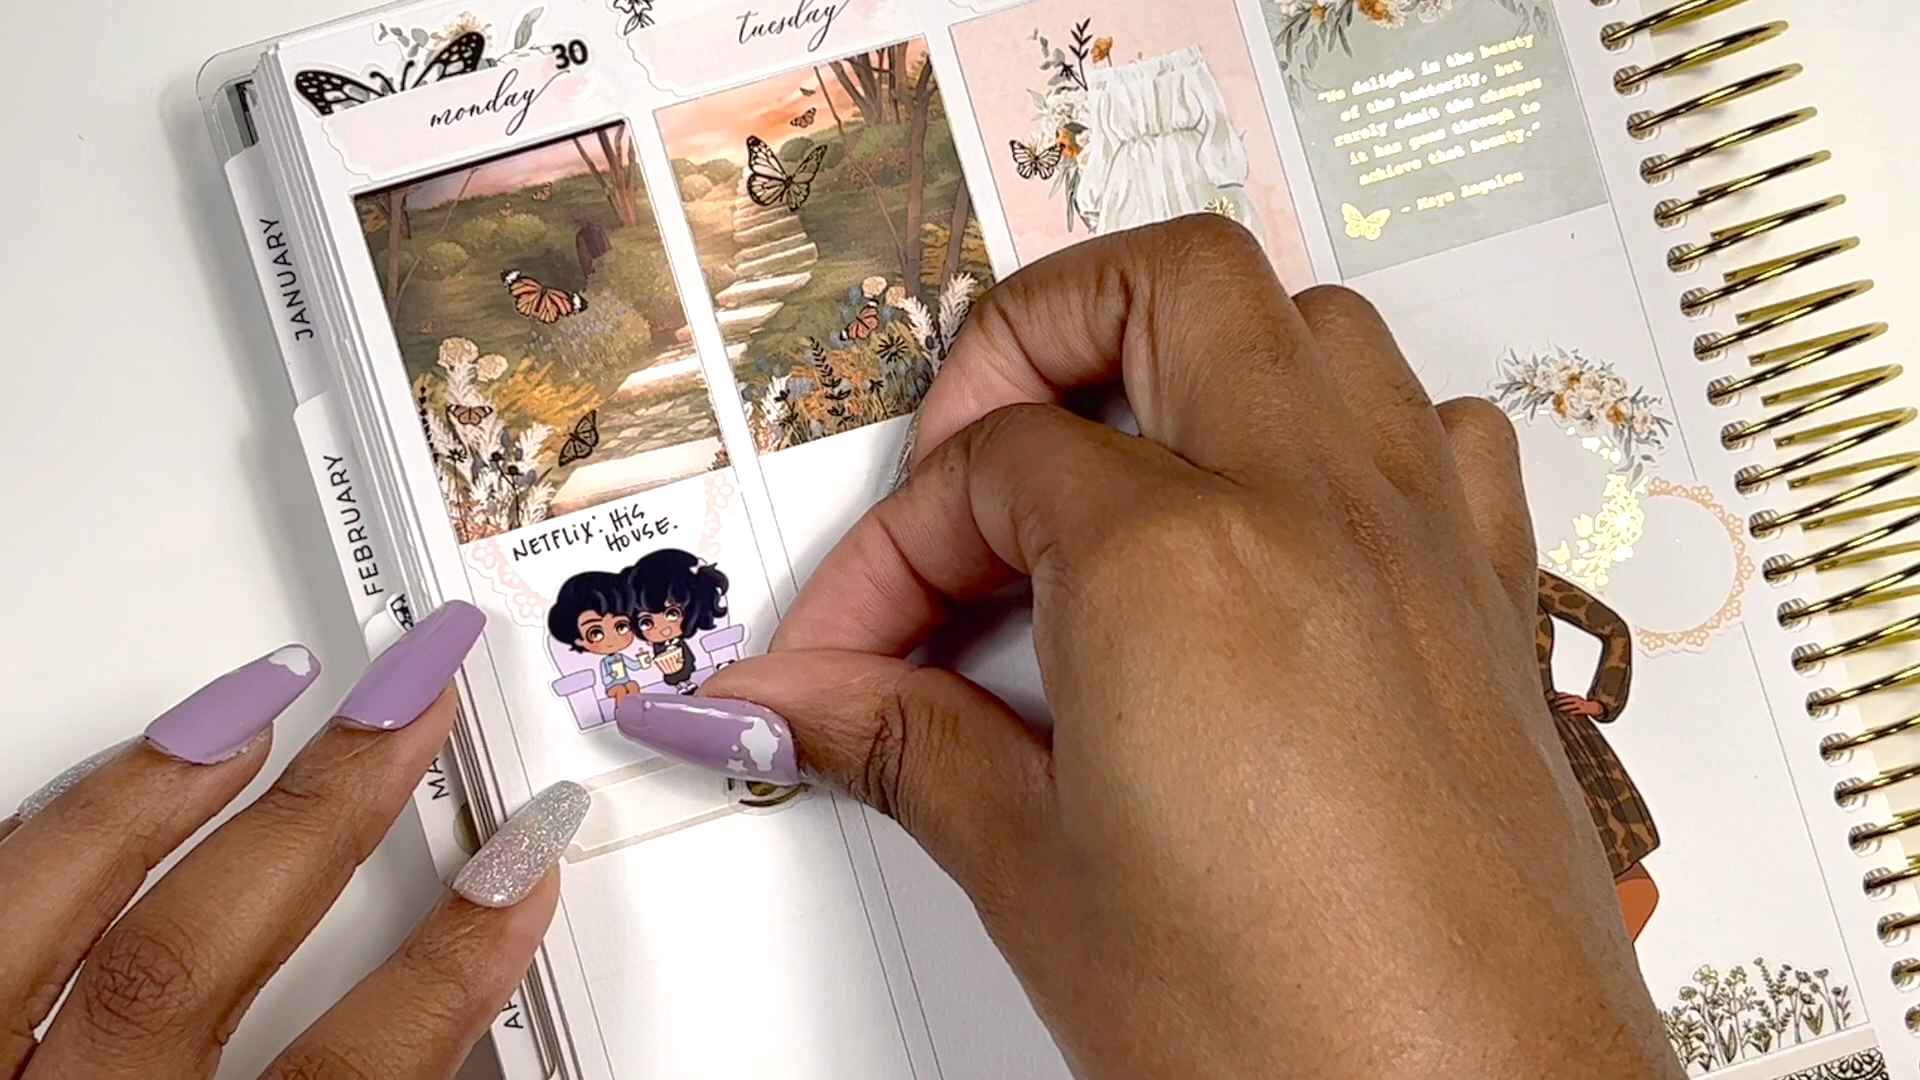 30
monday
tuesday
"We delight in the beauty
of the butterfly, but
rarely admit the changes
it has gone through to
achieve that beauty."
- Maya Angelou
JANUARY
FEBRUARY
NETFLIX: HIS
HOUSE.
MA